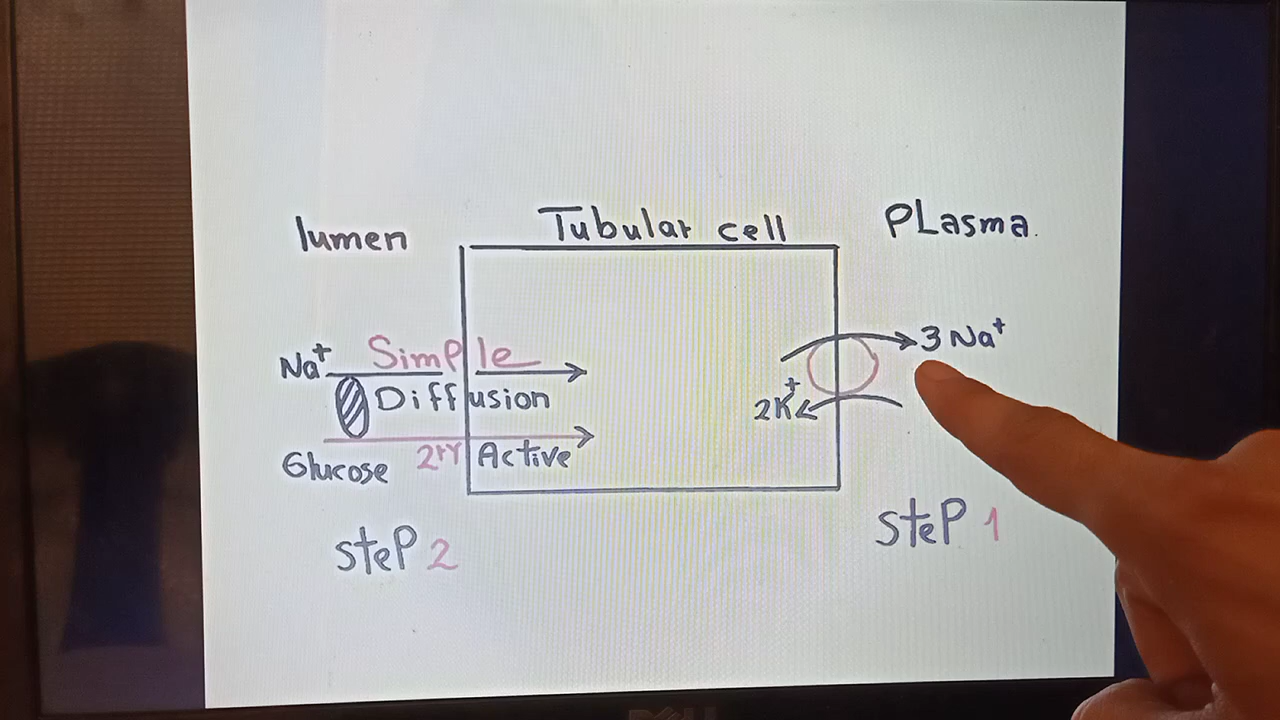 lumen
Tubular cell
PLasma.
Na⁺ Simple
Diffusion
Glucose 2ry Active
3 Na⁺
2K⁺
steP 2
steP 1